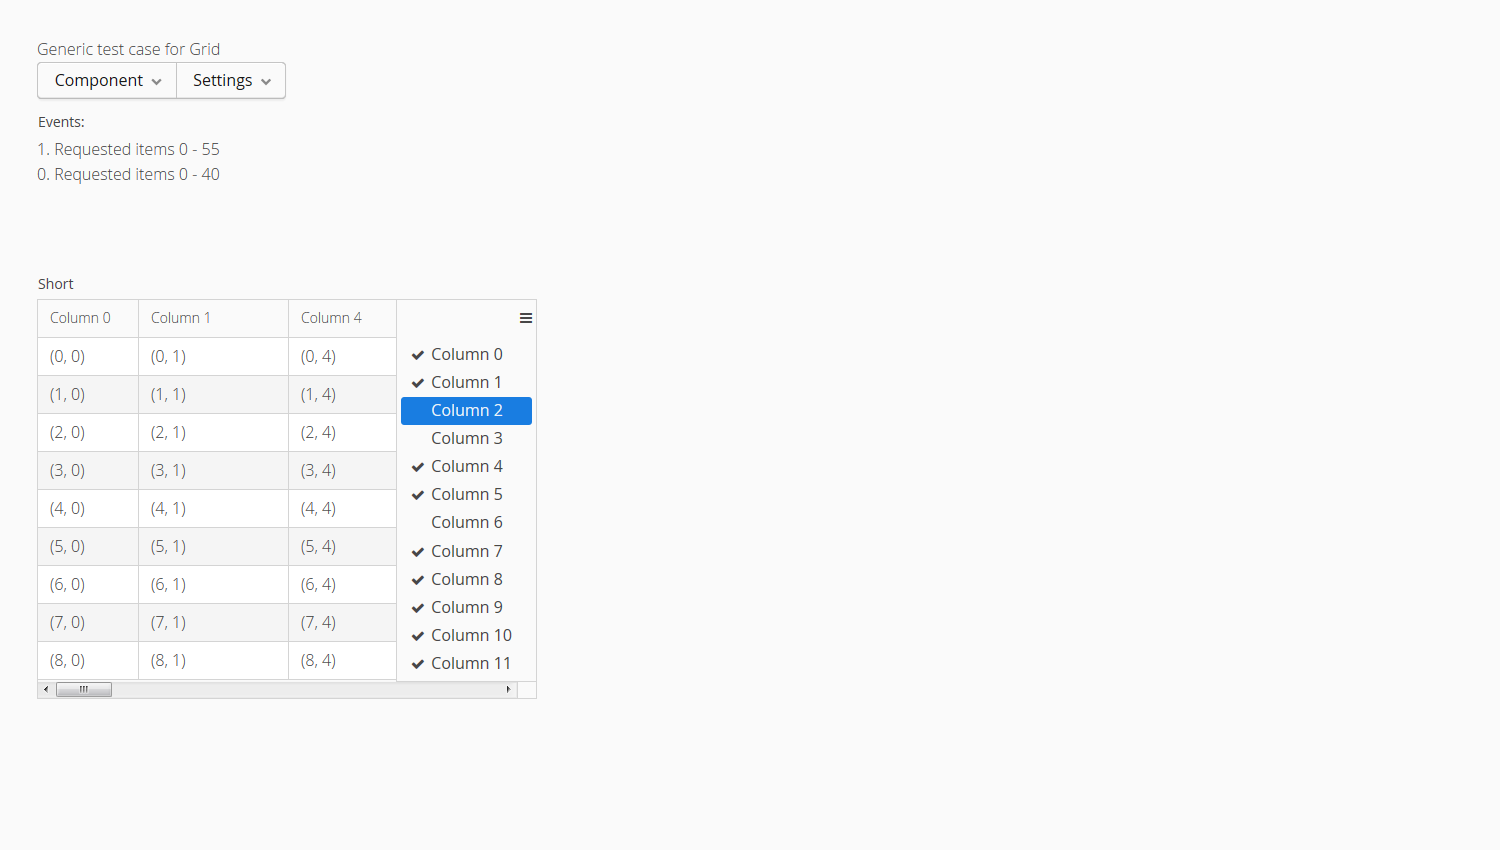 Generic test case for Grid
Component Settings
Events:
1. Requested items 0 - 55
0. Requested items 0 - 40
Short
Column 0 Column 1 Column 4
(0, 0) (0, 1) (0, 4) Column 0
(1, 0) (1, 1) (1, 4) Column 1
Column 2
(2, 0) (2, 1) (2, 4) Column 3
(3, 0) (3, 1) (3, 4) Column 4
(4, 0) (4, 1) (4, 4) Column 5
Column 6
(5, 0) (5, 1) (5, 4) Column 7
(6, 0) (6, 1) (6, 4) Column 8
Column 9
(7, 0) (7, 1) (7, 4) Column 10
(8, 0) (8, 1) (8, 4) Column 11